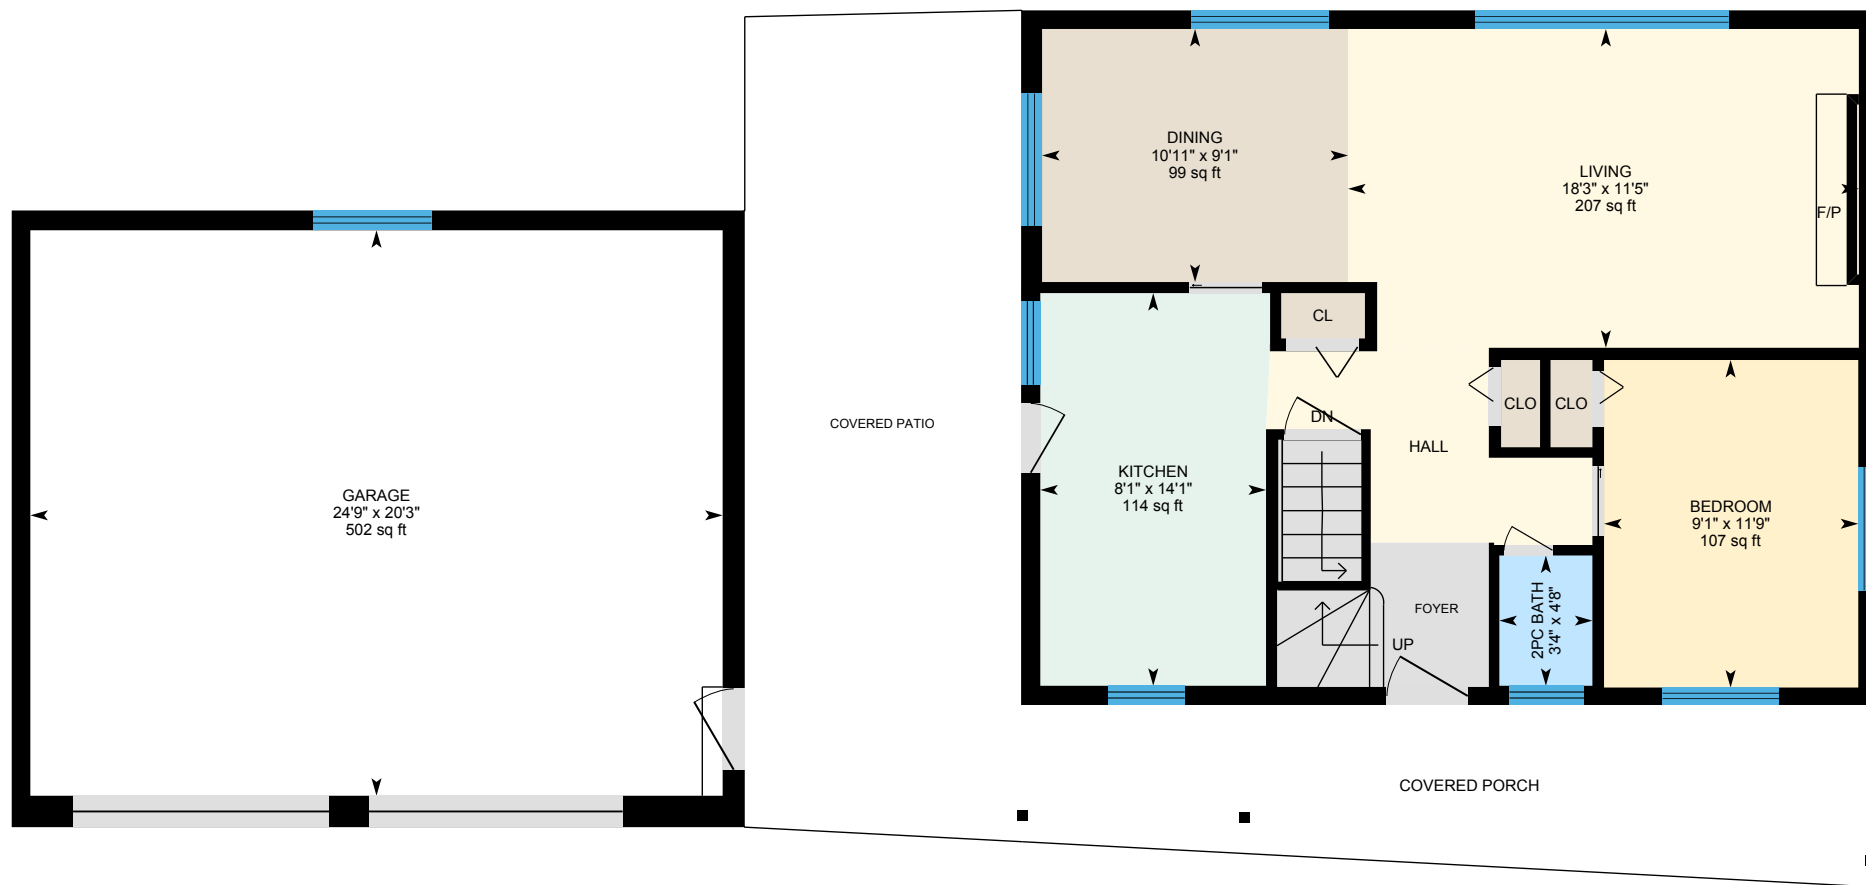 DINING
10'11" x 9'1"
99 sq ft
LIVING
18'3" x 11'5"
207 sq ft
F/P
CL
CLO
CLO
DN
HALL
COVERED PATIO
KITCHEN
8'1" x 14'1"
114 sq ft
GARAGE
24'9" x 20'3"
502 sq ft
BEDROOM
9'1" x 11'9"
107 sq ft
FOYER
2PC BATH
3'4" x 4'8"
UP
COVERED PORCH